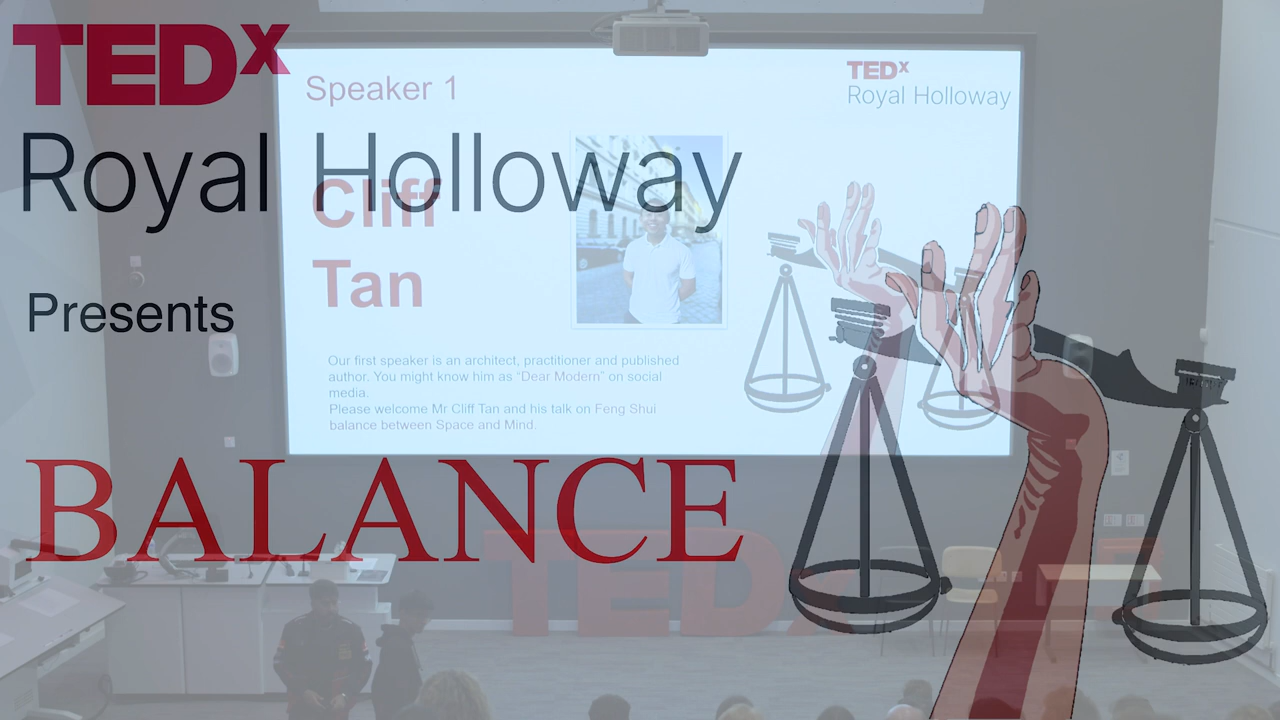 TEDx
Royal Holloway
Presents
BALANCE
Speaker 1
Cliff
Tan
Our first speaker is an architect, practitioner and published
author. You might know him as “Dear Modern” on social
media.
Please welcome Mr Cliff Tan and his talk on Feng Shui
balance between Space and Mind.
TEDx
Royal Holloway
TEDx